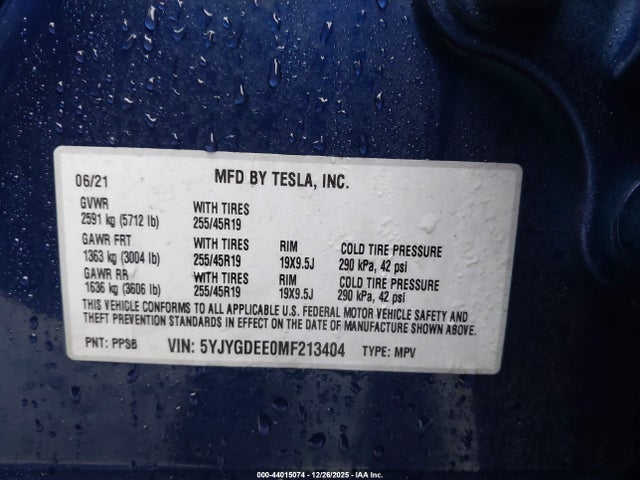 06/21 MFD BY TESLA, INC.
GVWR WITH TIRES
2591 kg (5712 lb) 255/45R19
GAWR FRT WITH TIRES RIM COLD TIRE PRESSURE
1363 kg (3004 lb) 255/45R19 19X9.5J 290 kPa, 42 psi
GAWR RR WITH TIRES RIM COLD TIRE PRESSURE
1636 kg (3606 lb) 255/45R19 19X9.5J 290 kPa, 42 psi
THIS VEHICLE CONFORMS TO ALL APPLICABLE U.S. FEDERAL MOTOR VEHICLE SAFETY AND
THEFT PREVENTION STANDARDS IN EFFECT ON THE DATE OF MANUFACTURE SHOWN ABOVE.
PNT: PPSB VIN: 5YJYGDEE0MF213404 TYPE: MPV
000-44015074 - 12/26/2025 - IAA Inc.